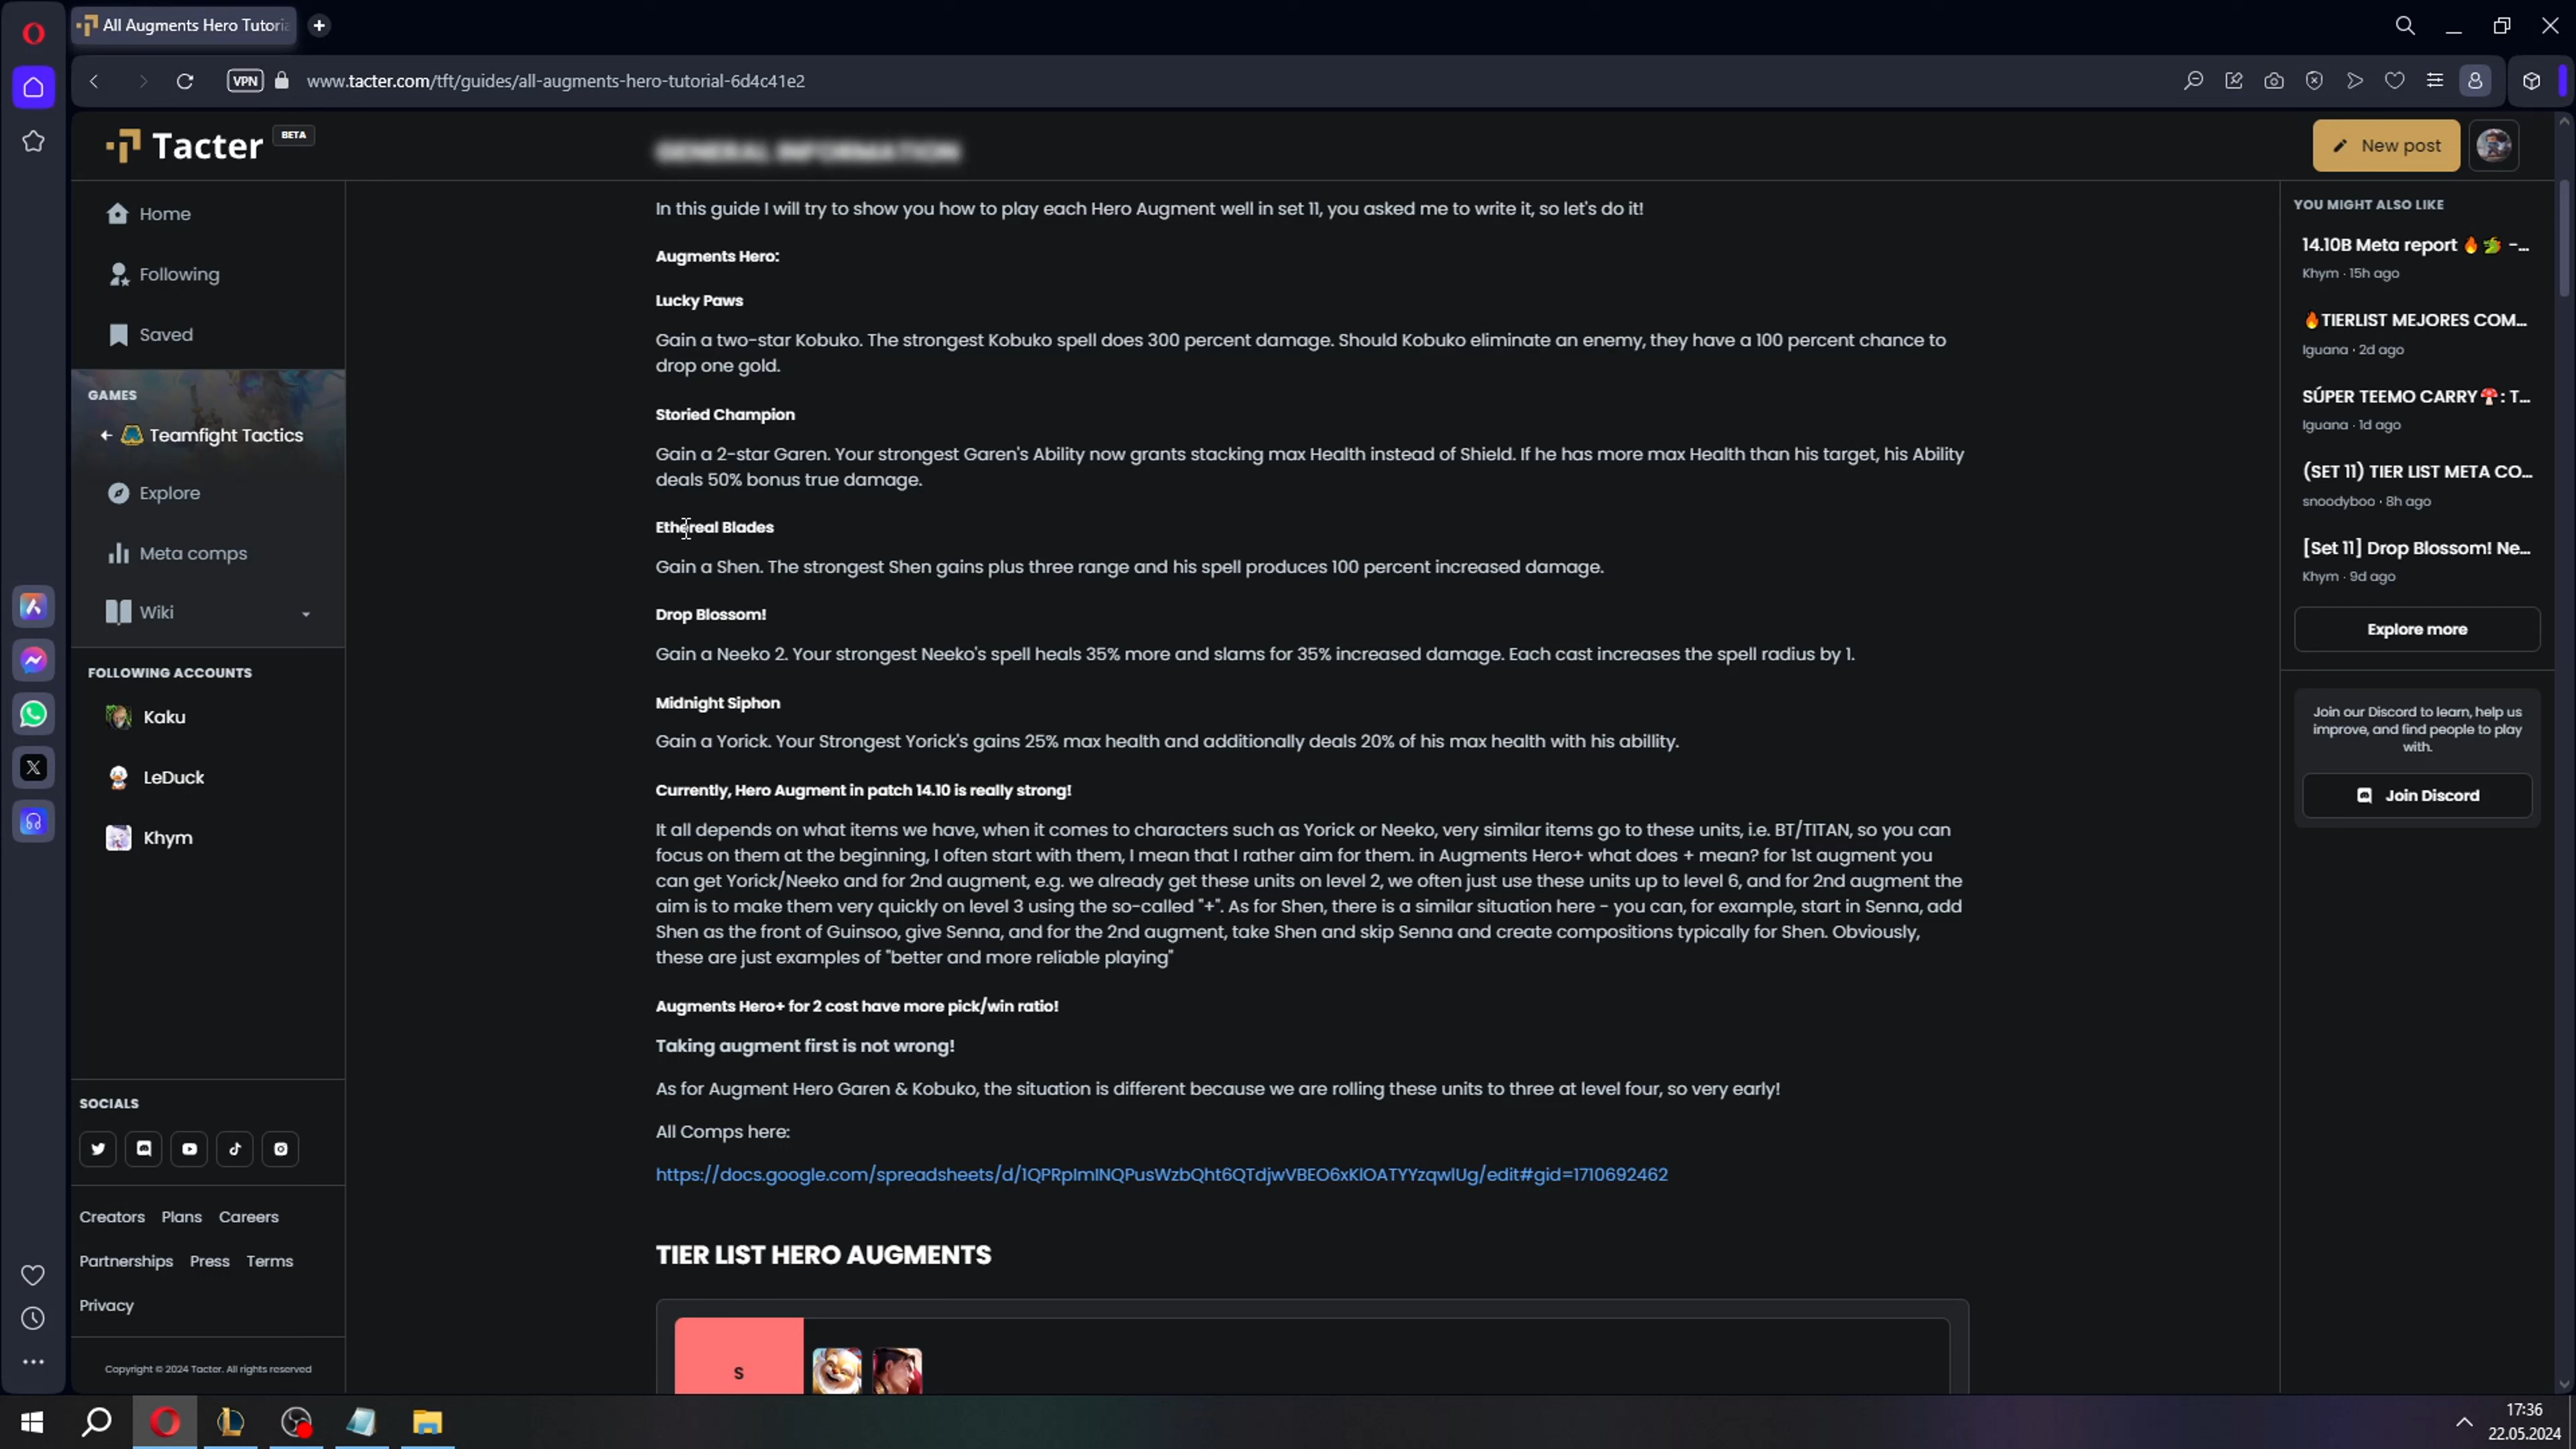 All Augments Hero Tutoria
VPN
www.tacter.com/tft/guides/all-augments-hero-tutorial-6d4c41e2
Tacter
BETA
New post
Home
Following
Saved
GAMES
Teamfight Tactics
Explore
Meta comps
Wiki
FOLLOWING ACCOUNTS
Kaku
LeDuck
Khym
SOCIALS
Creators Plans Careers
Partnerships Press Terms
Privacy
Copyright © 2024 Tacter. All rights reserved
GENERAL INFORMATION
In this guide I will try to show you how to play each Hero Augment well in set 11, you asked me to write it, so let's do it!
Augments Hero:
Lucky Paws
Gain a two-star Kobuko. The strongest Kobuko spell does 300 percent damage. Should Kobuko eliminate an enemy, they have a 100 percent chance to
drop one gold.
Storied Champion
Gain a 2-star Garen. Your strongest Garen's Ability now grants stacking max Health instead of Shield. If he has more max Health than his target, his Ability
deals 50% bonus true damage.
Ethereal Blades
Gain a Shen. The strongest Shen gains plus three range and his spell produces 100 percent increased damage.
Drop Blossom!
Gain a Neeko 2. Your strongest Neeko's spell heals 35% more and slams for 35% increased damage. Each cast increases the spell radius by 1.
Midnight Siphon
Gain a Yorick. Your Strongest Yorick's gains 25% max health and additionally deals 20% of his max health with his abillity.
Currently, Hero Augment in patch 14.10 is really strong!
It all depends on what items we have, when it comes to characters such as Yorick or Neeko, very similar items go to these units, i.e. BT/TITAN, so you can
focus on them at the beginning, I often start with them, I mean that I rather aim for them. in Augments Hero+ what does + mean? for 1st augment you
can get Yorick/Neeko and for 2nd augment, e.g. we already get these units on level 2, we often just use these units up to level 6, and for 2nd augment the
aim is to make them very quickly on level 3 using the so-called "+". As for Shen, there is a similar situation here - you can, for example, start in Senna, add
Shen as the front of Guinsoo, give Senna, and for the 2nd augment, take Shen and skip Senna and create compositions typically for Shen. Obviously,
these are just examples of "better and more reliable playing"
Augments Hero+ for 2 cost have more pick/win ratio!
Taking augment first is not wrong!
As for Augment Hero Garen & Kobuko, the situation is different because we are rolling these units to three at level four, so very early!
All Comps here:
https://docs.google.com/spreadsheets/d/1QPRpImINQPusWzbQht6QTdjwVBEO6xKlOATYYzqwlUg/edit#gid=1710692462
TIER LIST HERO AUGMENTS
S
YOU MIGHT ALSO LIKE
14.10B Meta report 🔥🐉 -...
Khym · 15h ago
🔥TIERLIST MEJORES COM...
Iguana · 2d ago
SÚPER TEEMO CARRY🍄: T...
Iguana · 1d ago
(SET 11) TIER LIST META CO...
snoodyboo · 8h ago
[Set 11] Drop Blossom! Ne...
Khym · 9d ago
Explore more
Join our Discord to learn, help us
improve, and find people to play
with.
Join Discord
17:36
22.05.2024